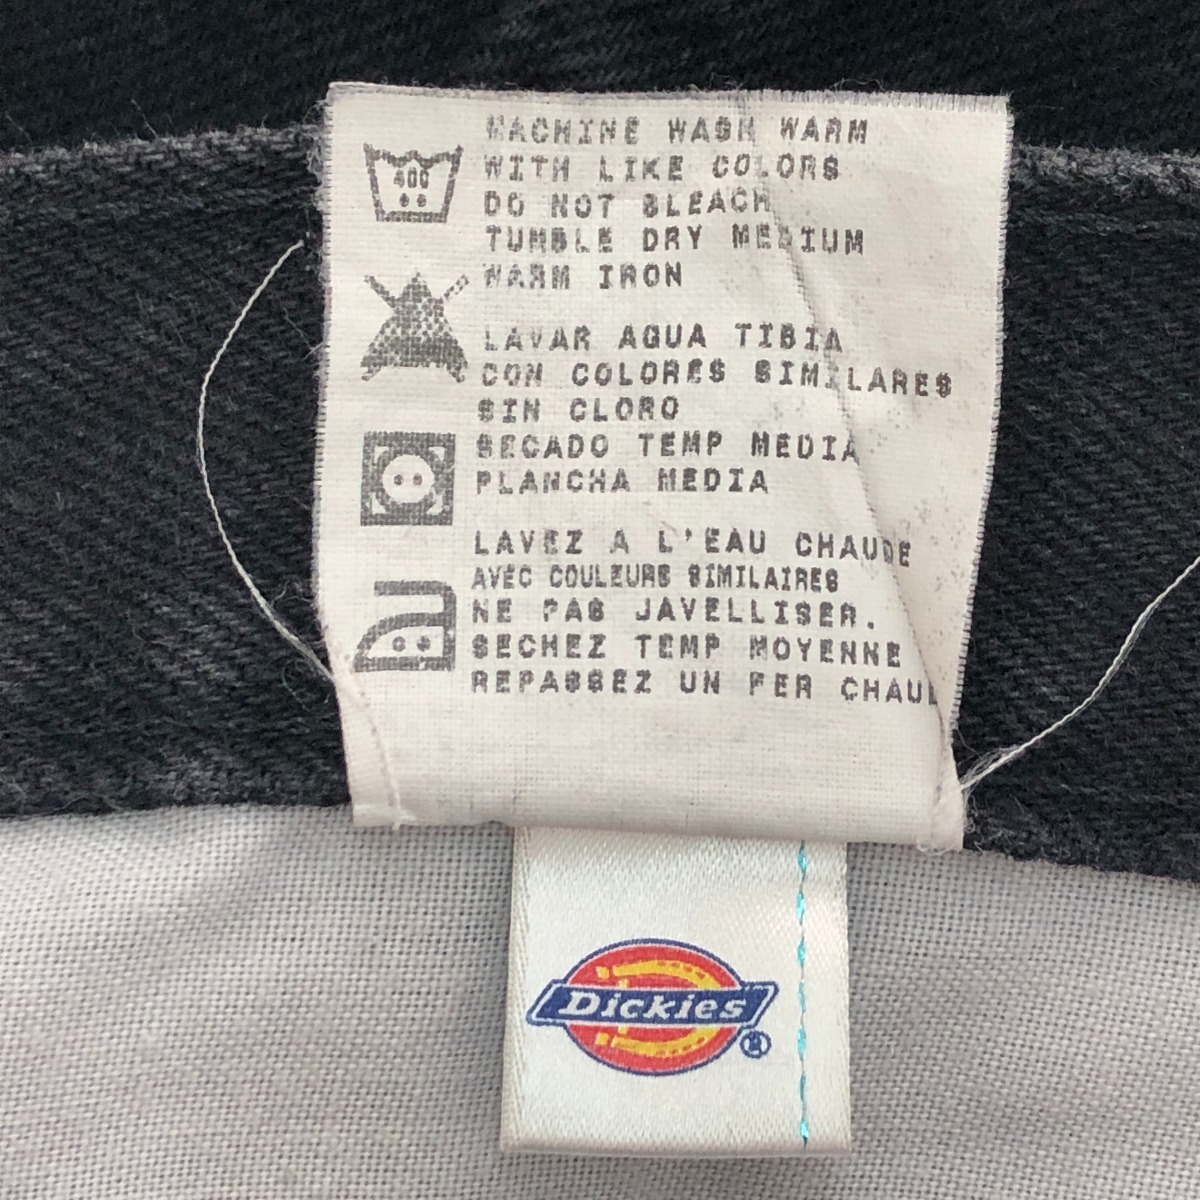 MACHINE WASH WARM
WITH LIKE COLORS
DO NOT BLEACH
TUMBLE DRY MEDIUM
WARM IRON
400
LAVAR AGUA TIBIA
CON COLORES SIMILARES
SIN CLORO
SECADO TEMP MEDIA
PLANCHA MEDIA
LAVEZ A L'EAU CHAUDE
AVEC COULEURS SIMILAIRES
NE PAS JAVELLISER.
SECHEZ TEMP MOYENNE
REPASSEZ UN FER CHAUD
Dickies
®